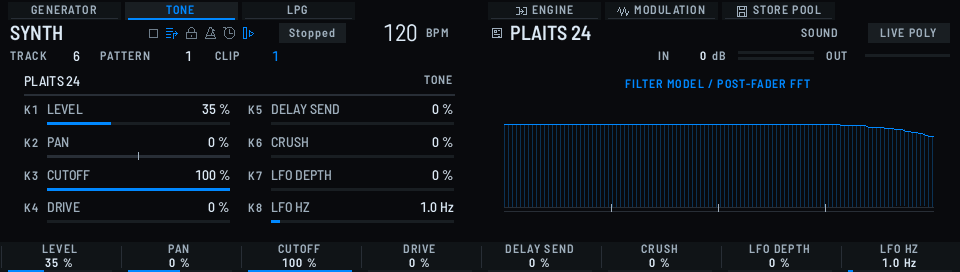 GENERATOR TONE LPG ENGINE MODULATION STORE POOL
SYNTH Stopped 120 BPM PLAITS 24 SOUND LIVE POLY
TRACK 6 PATTERN 1 CLIP 1 IN 0 dB OUT
PLAITS 24 TONE
FILTER MODEL / POST-FADER FFT
K1 LEVEL 35 % K5 DELAY SEND 0 %
K2 PAN 0 % K6 CRUSH 0 %
K3 CUTOFF 100 % K7 LFO DEPTH 0 %
K4 DRIVE 0 % K8 LFO HZ 1.0 Hz
LEVEL PAN CUTOFF DRIVE DELAY SEND CRUSH LFO DEPTH LFO HZ
35 % 0 % 100 % 0 % 0 % 0 % 0 % 1.0 Hz